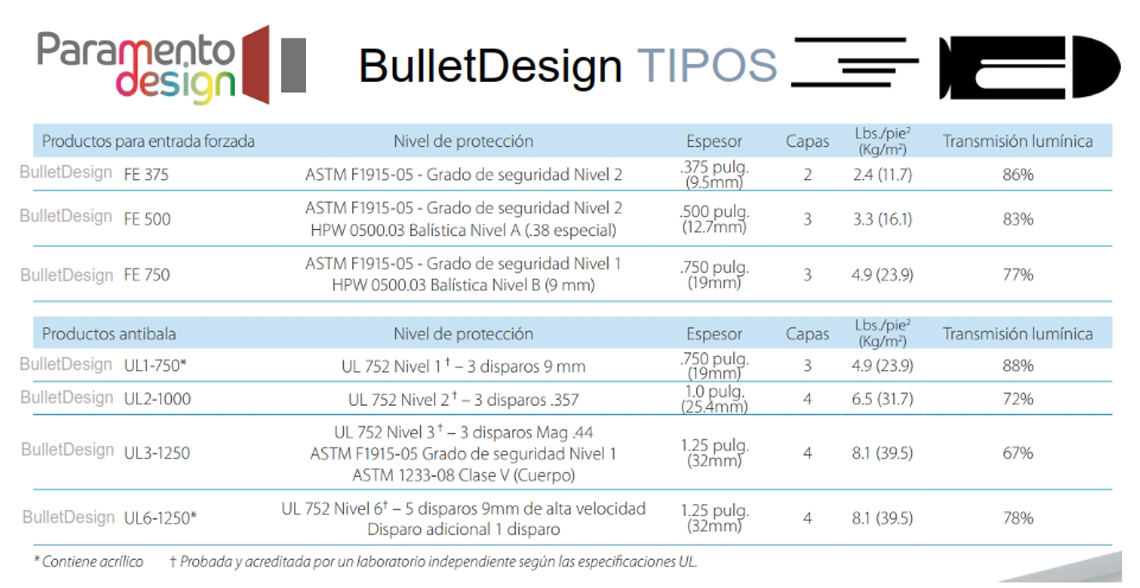 Paramento
design
BulletDesign TIPOS
Productos para entrada forzada Nivel de protección Espesor Capas Lbs./pie² (Kg/m²) Transmisión lumínica
BulletDesign FE 375 ASTM F1915-05 - Grado de seguridad Nivel 2 .375 pulg. (9.5mm) 2 2.4 (11.7) 86%
BulletDesign FE 500 ASTM F1915-05 - Grado de seguridad Nivel 2 .500 pulg. (12.7mm) 3 3.3 (16.1) 83%
HPW 0500.03 Balística Nivel A (.38 especial)
BulletDesign FE 750 ASTM F1915-05 - Grado de seguridad Nivel 1 .750 pulg. (19mm) 3 4.9 (23.9) 77%
HPW 0500.03 Balística Nivel B (9 mm)
Productos antibala Nivel de protección Espesor Capas Lbs./pie² (Kg/m²) Transmisión lumínica
BulletDesign UL1-750* UL 752 Nivel 1† – 3 disparos 9 mm .750 pulg. (19mm) 3 4.9 (23.9) 88%
BulletDesign UL2-1000 UL 752 Nivel 2† – 3 disparos .357 1.0 pulg. (25.4mm) 4 6.5 (31.7) 72%
BulletDesign UL3-1250 UL 752 Nivel 3† – 3 disparos Mag .44 1.25 pulg. (32mm) 4 8.1 (39.5) 67%
ASTM F1915-05 Grado de seguridad Nivel 1
ASTM 1233-08 Clase V (Cuerpo)
BulletDesign UL6-1250* UL 752 Nivel 6† – 5 disparos 9mm de alta velocidad 1.25 pulg. (32mm) 4 8.1 (39.5) 78%
Disparo adicional 1 disparo
* Contiene acrílico † Probada y acreditada por un laboratorio independiente según las especificaciones UL.